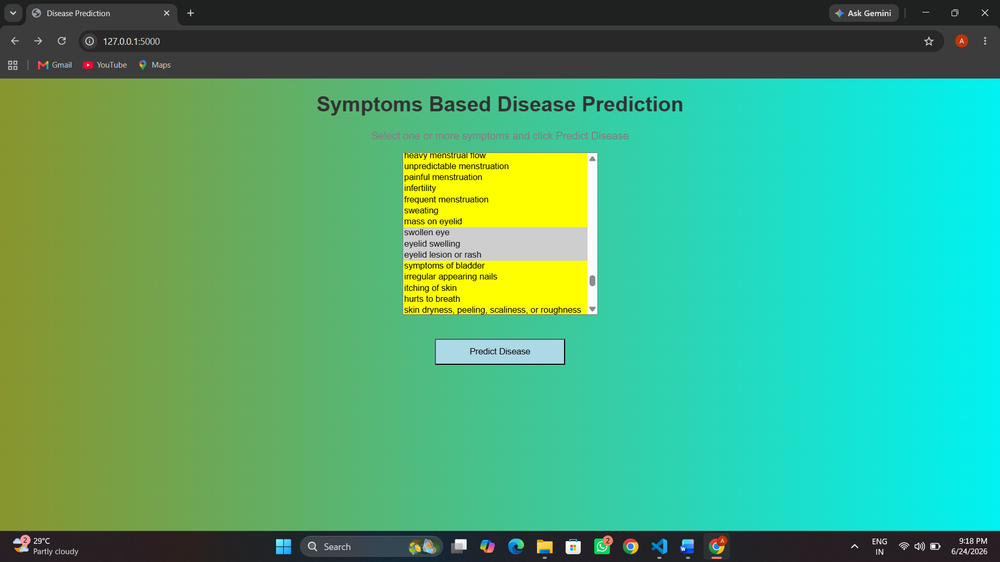 Disease Prediction
Ask Gemini
127.0.0.1:5000
A
Gmail
YouTube
Maps
Symptoms Based Disease Prediction
Select one or more symptoms and click Predict Disease
heavy menstrual flow
unpredictable menstruation
painful menstruation
infertility
frequent menstruation
sweating
mass on eyelid
swollen eye
eyelid swelling
eyelid lesion or rash
symptoms of bladder
irregular appearing nails
itching of skin
hurts to breath
skin dryness, peeling, scaliness, or roughness
Predict Disease
2
29°C
Partly cloudy
Search
2
W
A
ENG
IN
9:18 PM
6/24/2026